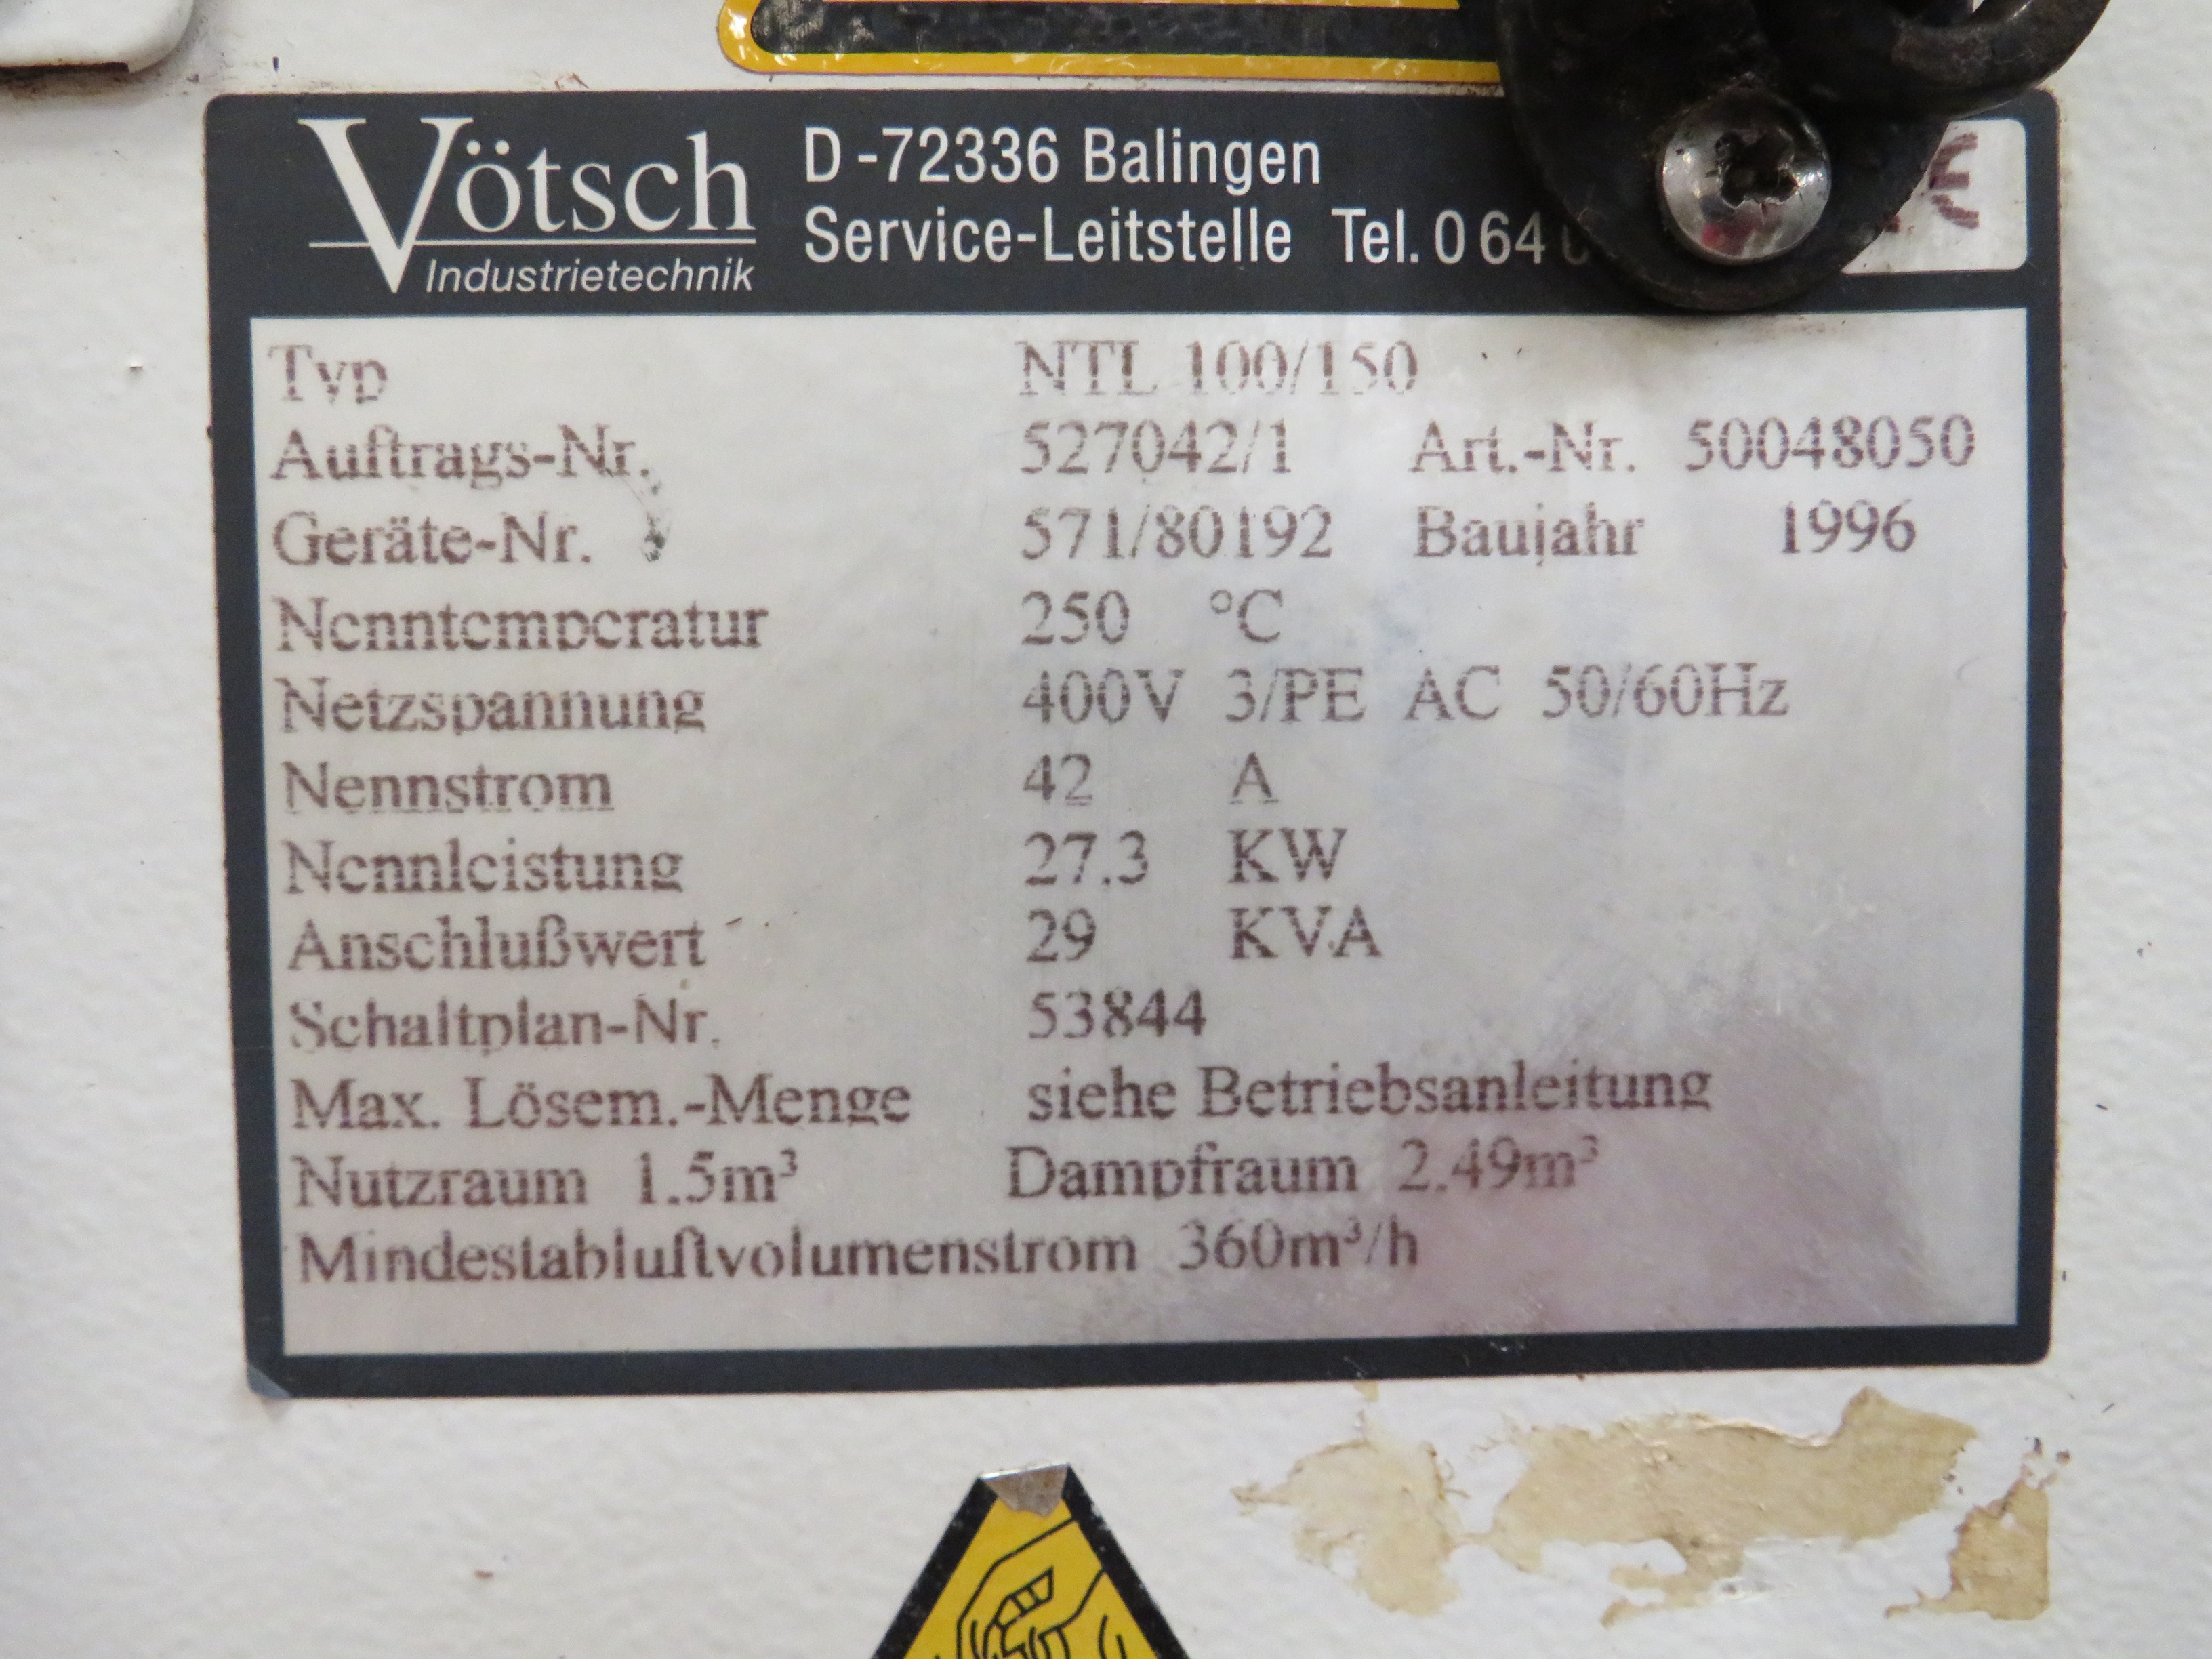 Vötsch
Industrietechnik
D-72336 Balingen
Service-Leitstelle Tel. 0 64
Typ NTL 100/150
Auftrags-Nr. 527042/1 Art.-Nr. 50048050
Geräte-Nr. 571/80192 Baujahr 1996
Nenntemperatur 250 °C
Netzspannung 400V 3/PE AC 50/60Hz
Nennstrom 42 A
Nennleistung 27.3 KW
Anschlußwert 29 KVA
Schaltplan-Nr. 53844
Max. Lösem.-Menge siehe Betriebsanleitung
Nutzraum 1.5m³ Dampfraum 2.49m³
Mindestabluftvolumenstrom 360m³/h